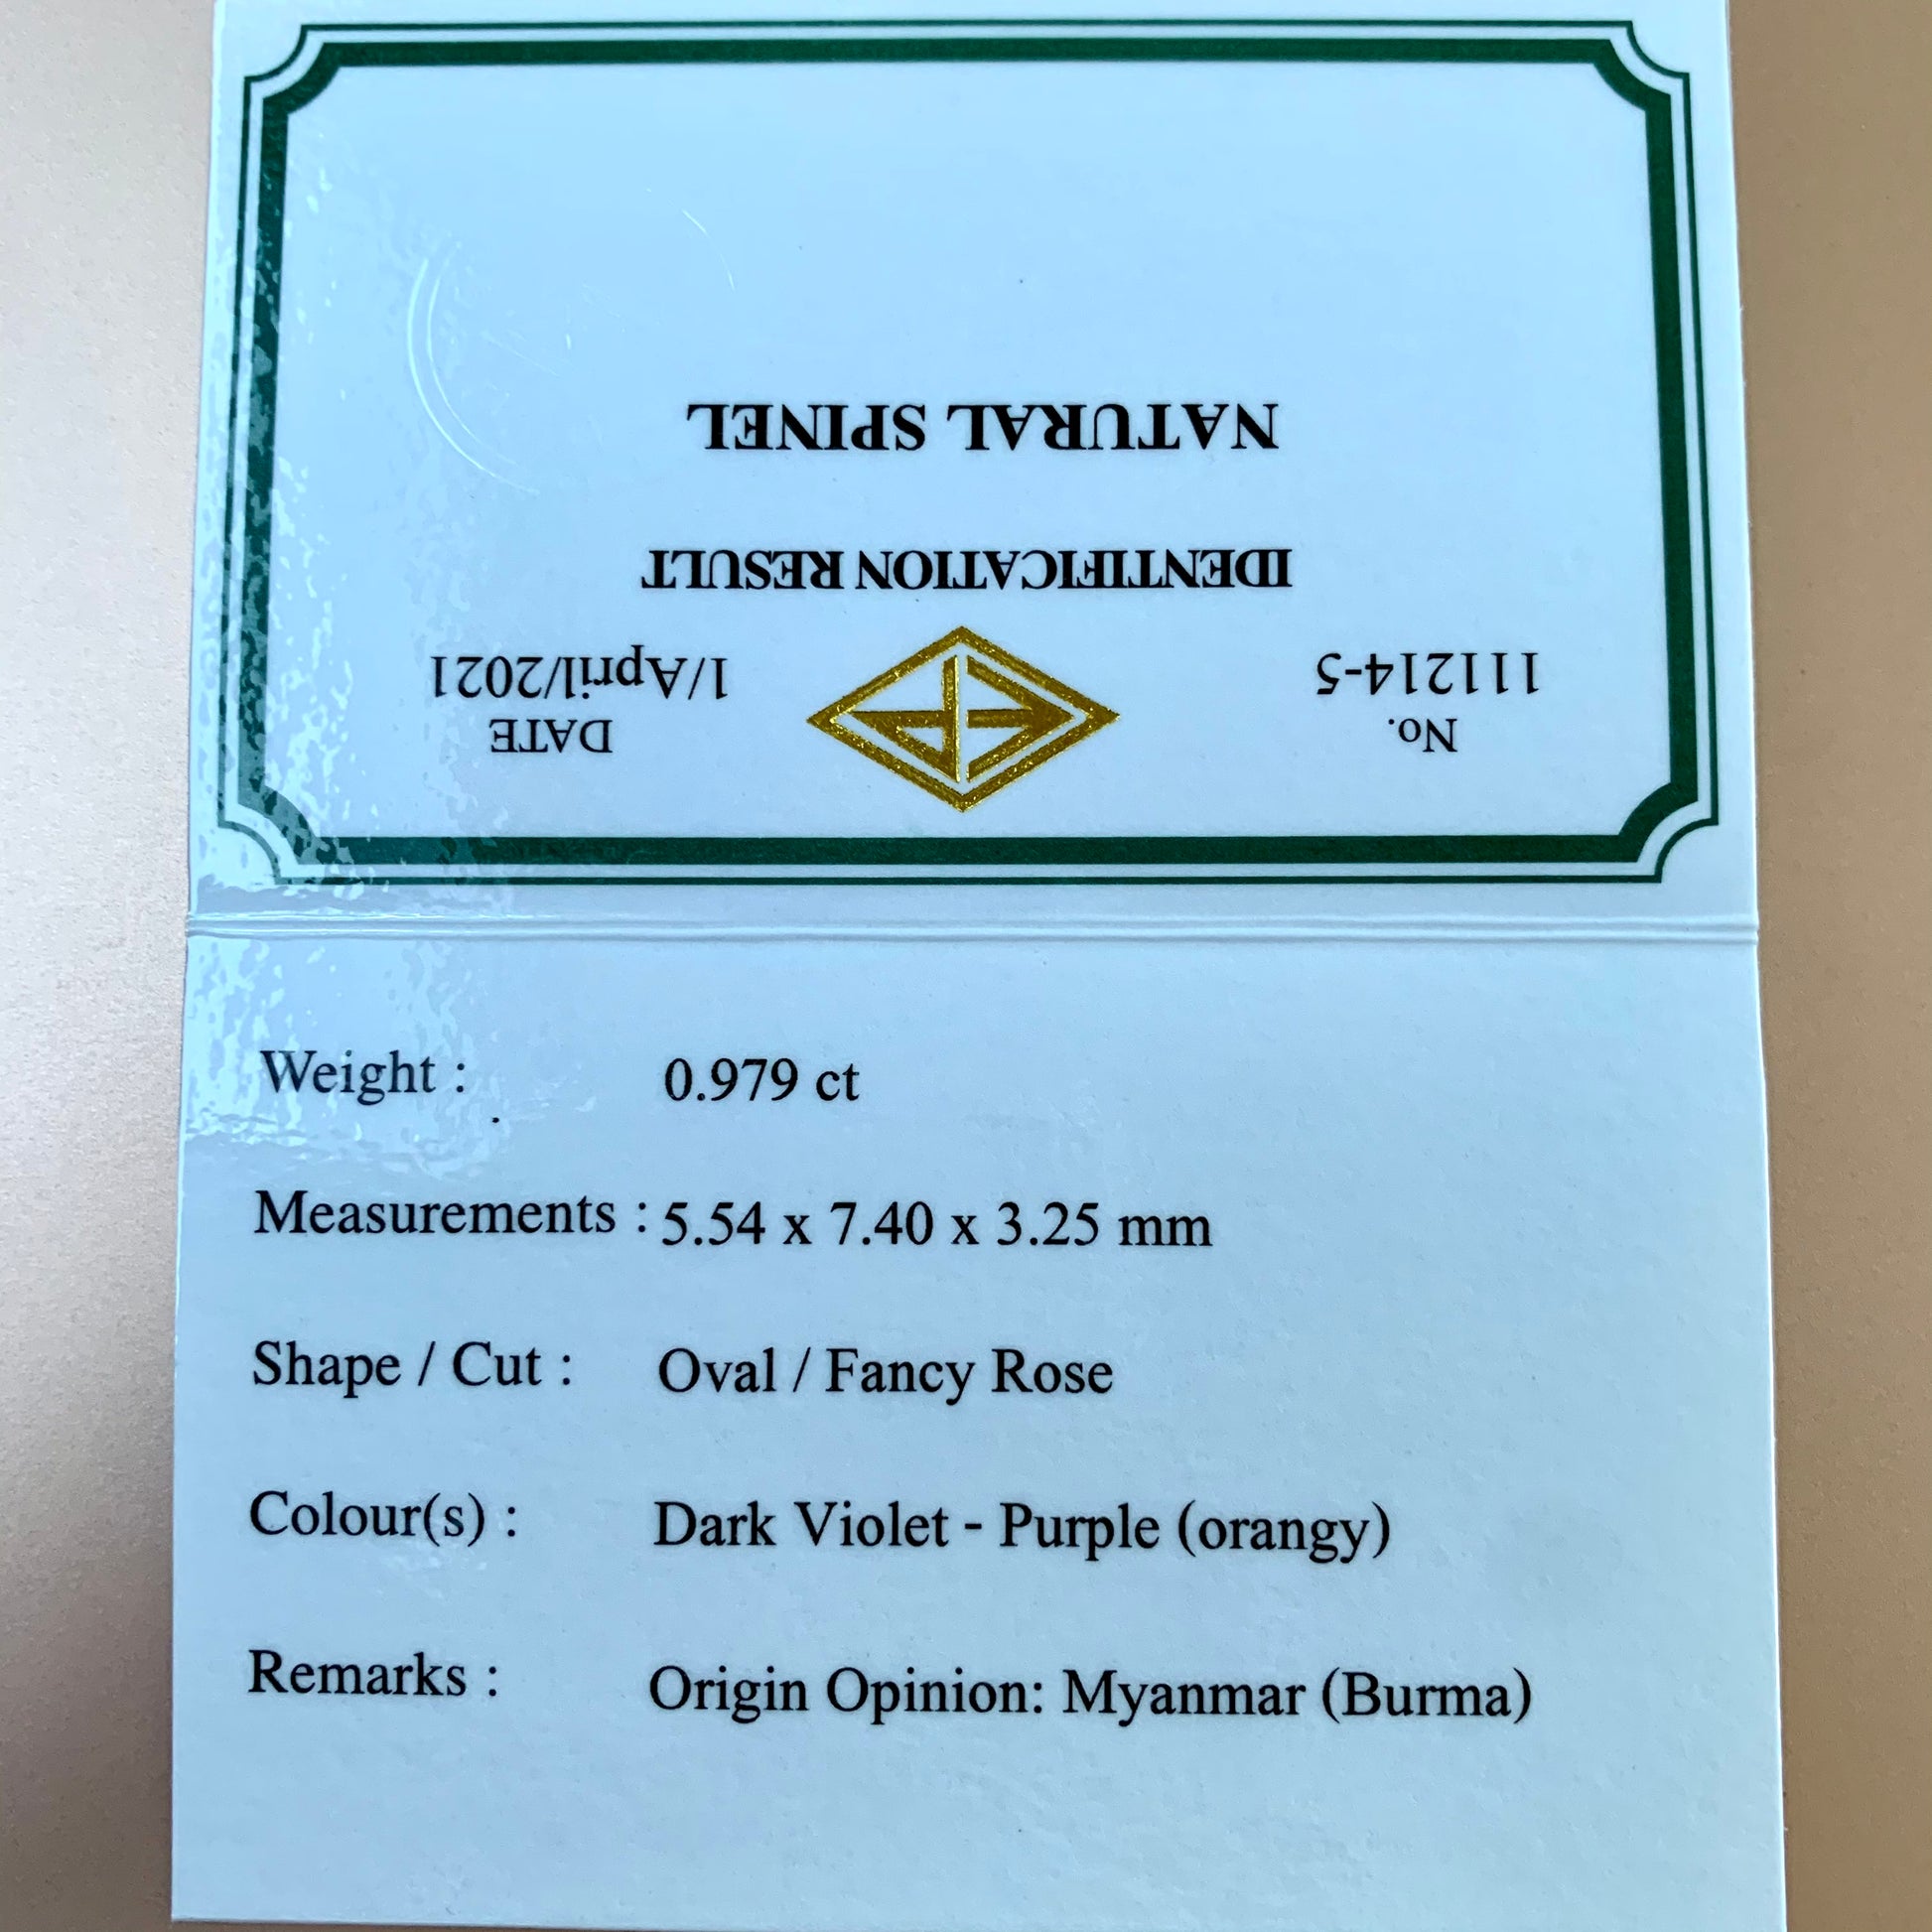 No.
111214-5
DATE
1/April/2021
IDENTIFICATION RESULT
NATURAL SPINEL
Weight : 0.979 ct
Measurements : 5.54 x 7.40 x 3.25 mm
Shape / Cut : Oval / Fancy Rose
Colour(s) : Dark Violet - Purple (orangy)
Remarks : Origin Opinion: Myanmar (Burma)